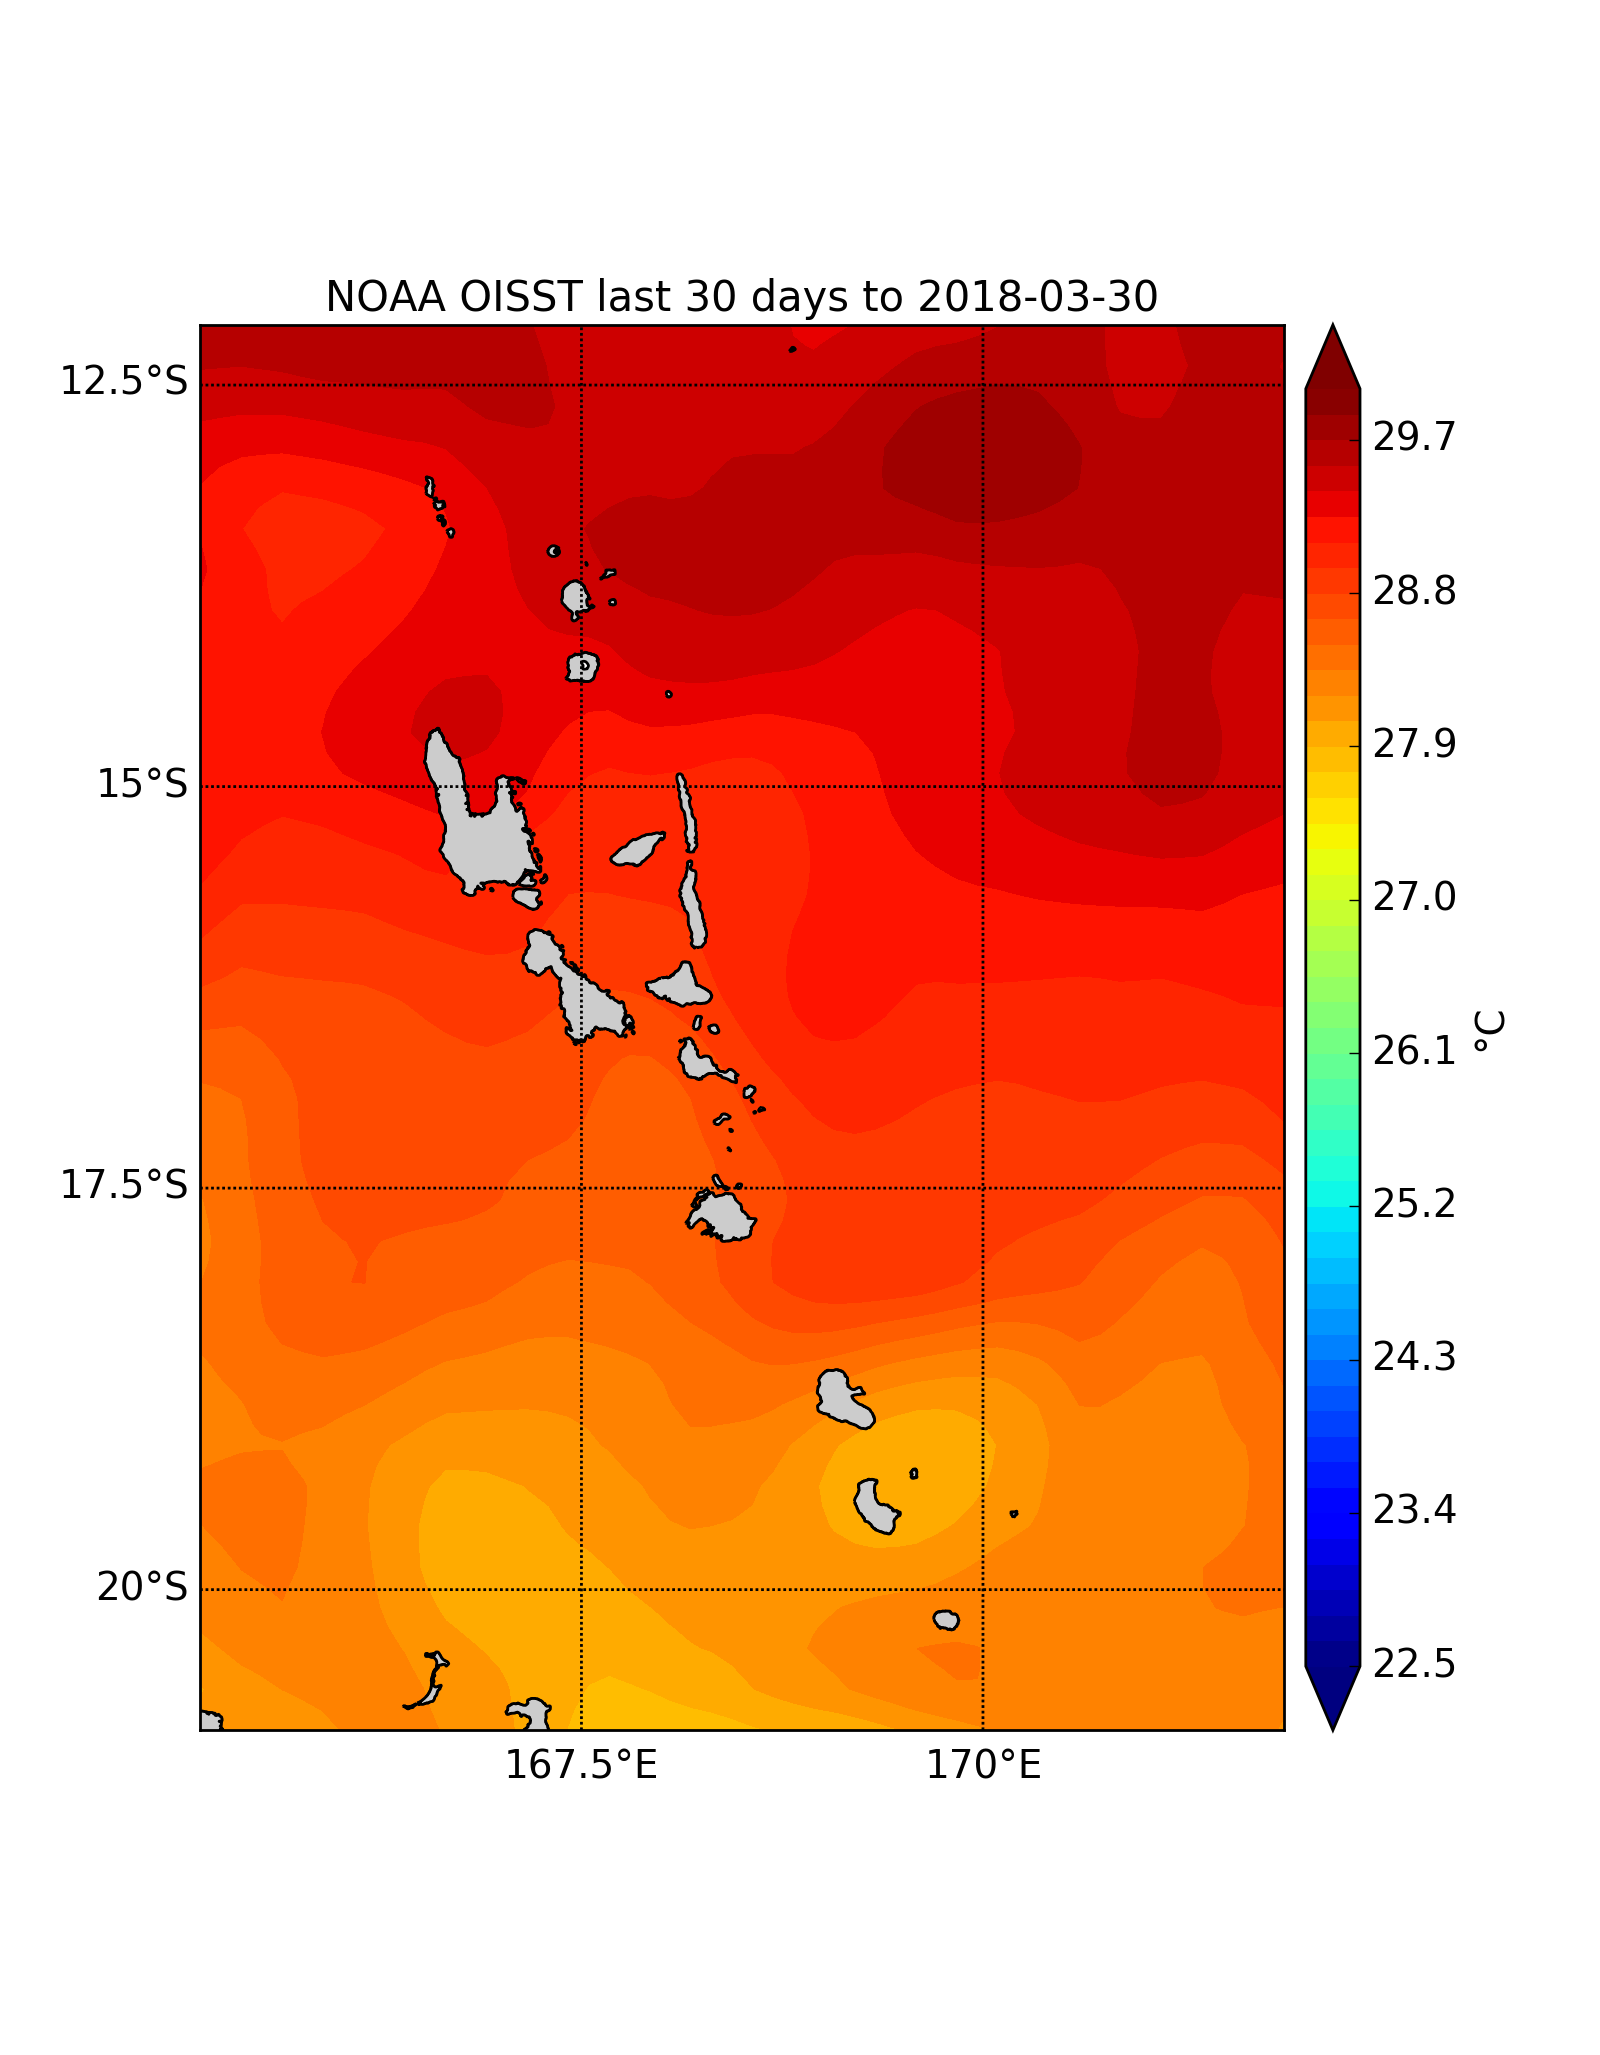 NOAA OISST last 30 days to 2018-03-30
12.5°S
15°S
17.5°S
20°S
167.5°E
170°E
29.7
28.8
27.9
27.0
26.1
25.2
24.3
23.4
22.5
°C